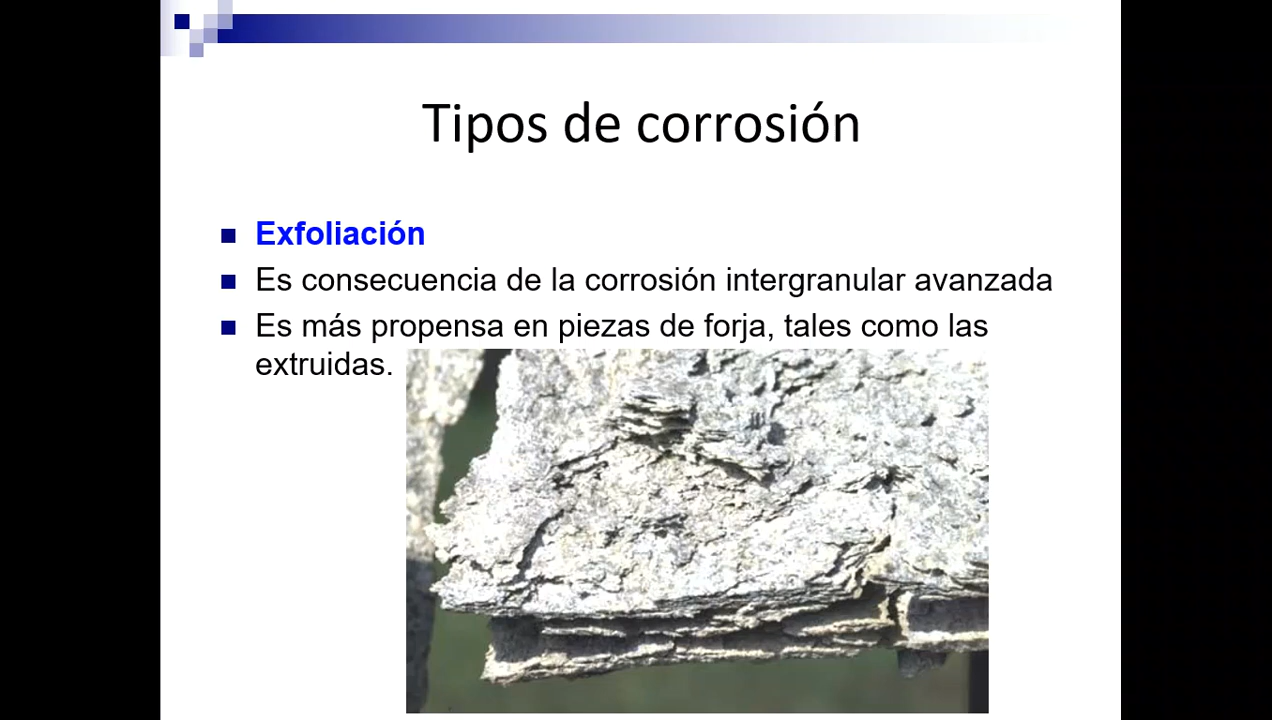 Tipos de corrosión
Exfoliación
Es consecuencia de la corrosión intergranular avanzada
Es más propensa en piezas de forja, tales como las
extruidas.